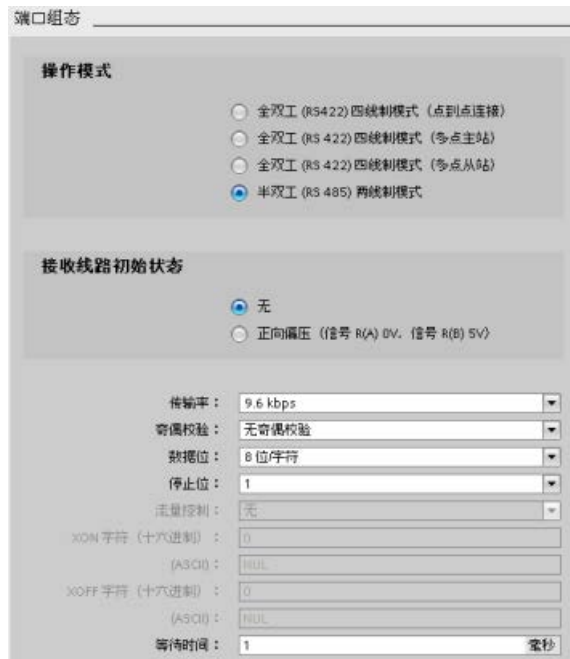 端口组态
操作模式
全双工 (RS422) 四线制模式（点到点连接）
全双工 (RS 422) 四线制模式（多点主站）
全双工 (RS 422) 四线制模式（多点从站）
半双工 (RS 485) 两线制模式
接收线路初始状态
无
正向偏压（信号 R(A) 0V，信号 R(B) 5V）
传输率： 9.6 kbps
奇偶校验： 无奇偶校验
数据位： 8 位/字符
停止位： 1
流量控制： 无
XON 字符（十六进制）： 0
(ASCII)： NUL
XOFF 字符（十六进制）： 0
(ASCII)： NUL
等待时间： 1 毫秒